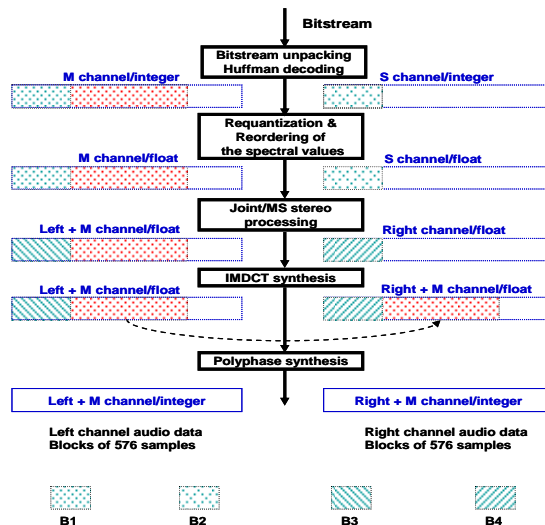 Bitstream
Bitstream unpacking
Huffman decoding
M channel/integer
S channel/integer
Requantization &
Reordering of
the spectral values
M channel/float
S channel/float
Joint/MS stereo
processing
Left + M channel/float
Right channel/float
IMDCT synthesis
Left + M channel/float
Right + M channel/float
Polyphase synthesis
Left + M channel/integer
Right + M channel/integer
Left channel audio data
Blocks of 576 samples
Right channel audio data
Blocks of 576 samples
B1
B2
B3
B4